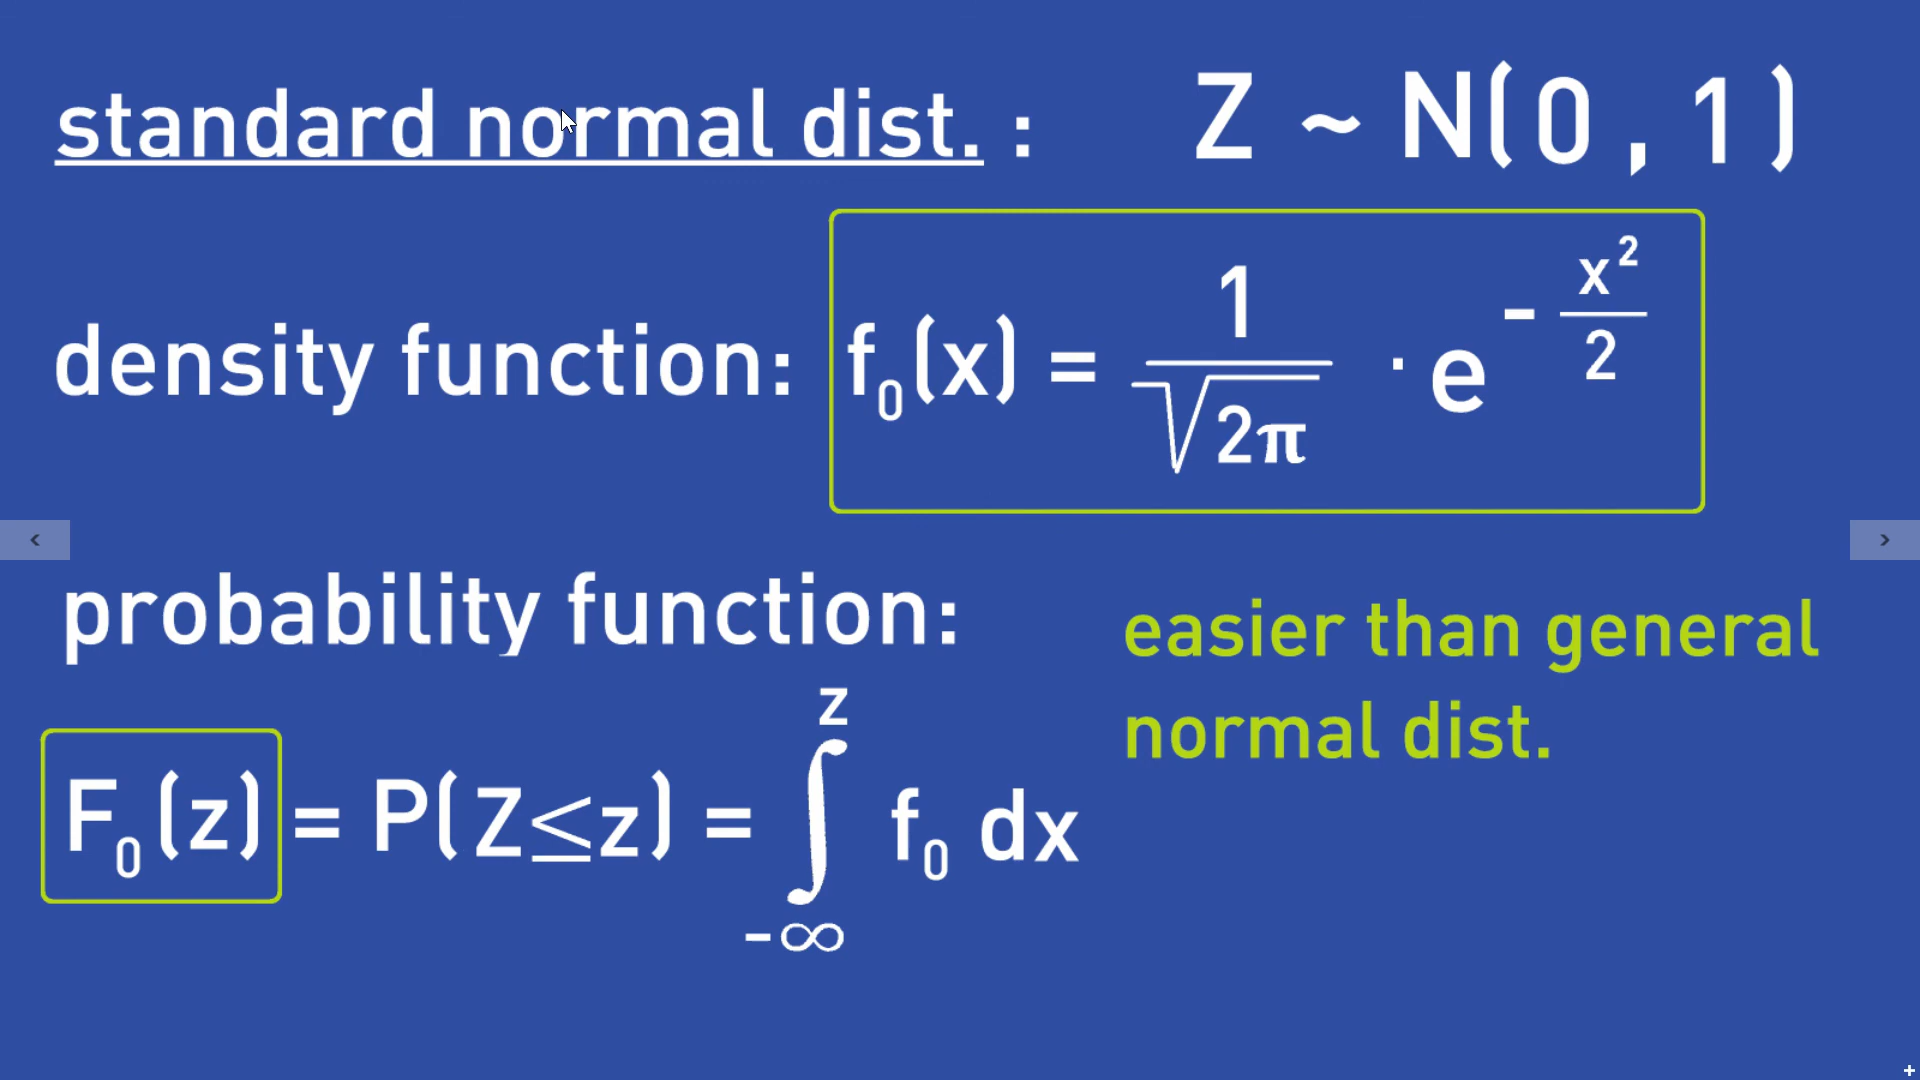 standard normal dist. : Z ~ N(0 , 1)
density function: f₀(x) = 1/√2π · e^(-x²/2)
probability function:
easier than general
normal dist.
F₀(z) = P(Z≤z) = ∫_{-∞}^{z} f₀ dx